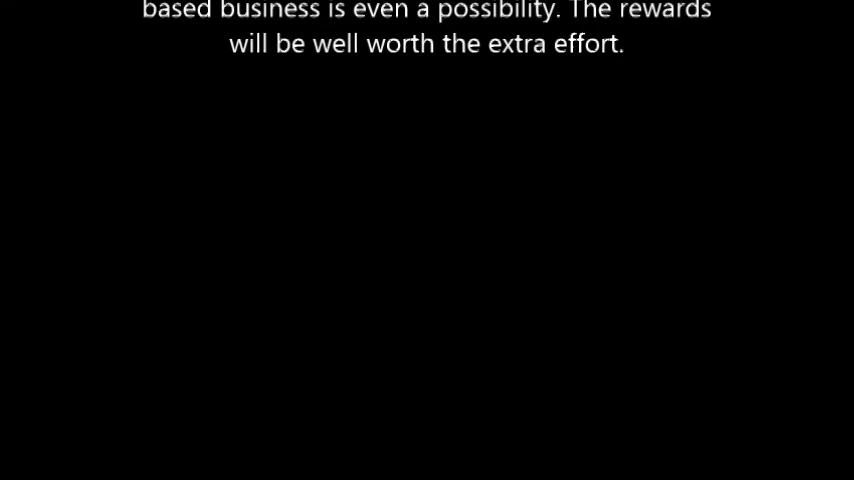 based business is even a possibility. The rewards
will be well worth the extra effort.